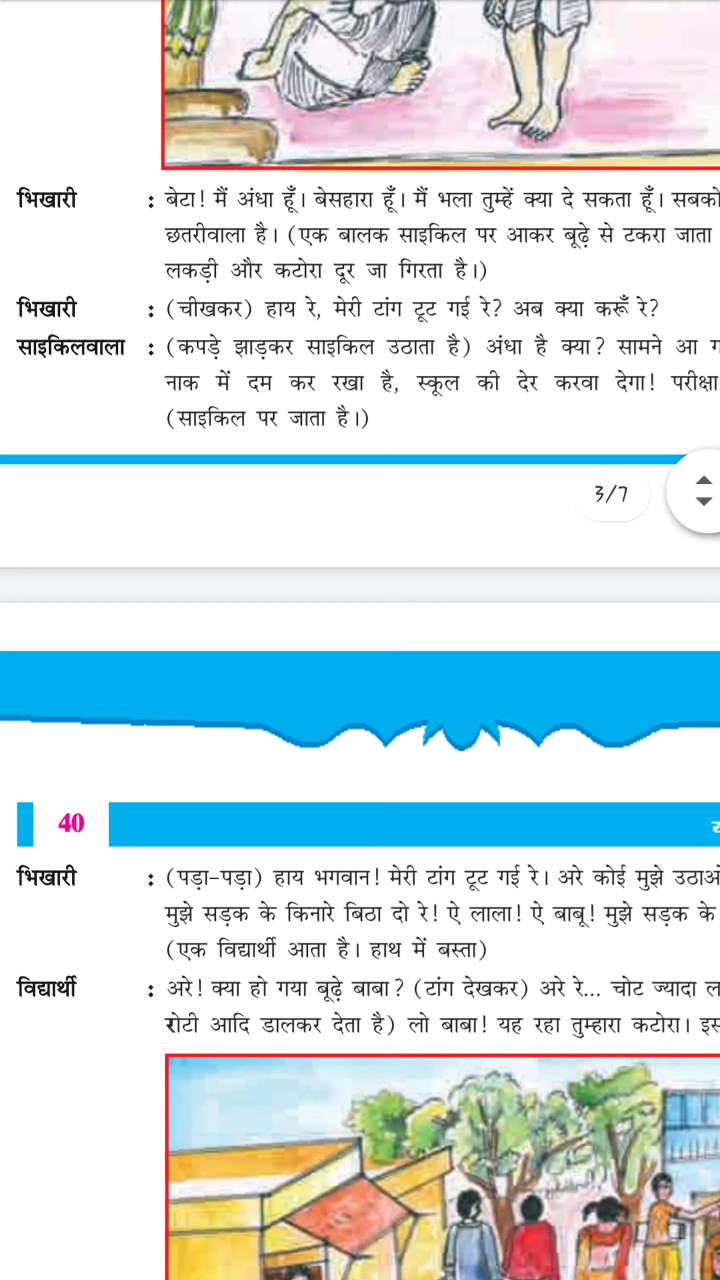 भिखारी : बेटा! मैं अंधा हूँ। बेसहारा हूँ। मैं भला तुम्हें क्या दे सकता हूँ। सबको
छतरीवाला है। (एक बालक साइकिल पर आकर बूढ़े से टकरा जाता
लकड़ी और कटोरा दूर जा गिरता है।)
भिखारी : (चीखकर) हाय रे, मेरी टांग टूट गई रे? अब क्या करूँ रे?
साइकिलवाला : (कपड़े झाड़कर साइकिल उठाता है) अंधा है क्या? सामने आ
नाक में दम कर रखा है, स्कूल की देर करवा देगा! परीक्षा
(साइकिल पर जाता है।)
3/7
40
भिखारी : (पड़ा-पड़ा) हाय भगवान! मेरी टांग टूट गई रे। अरे कोई मुझे उठाओ
मुझे सड़क के किनारे बिठा दो रे! ऐ लाला! ऐ बाबू! मुझे सड़क के
(एक विद्यार्थी आता है। हाथ में बस्ता)
विद्यार्थी : अरे! क्या हो गया बूढ़े बाबा? (टांग देखकर) अरे रे... चोट ज्यादा ल
रोटी आदि डालकर देता है) लो बाबा! यह रहा तुम्हारा कटोरा। इस